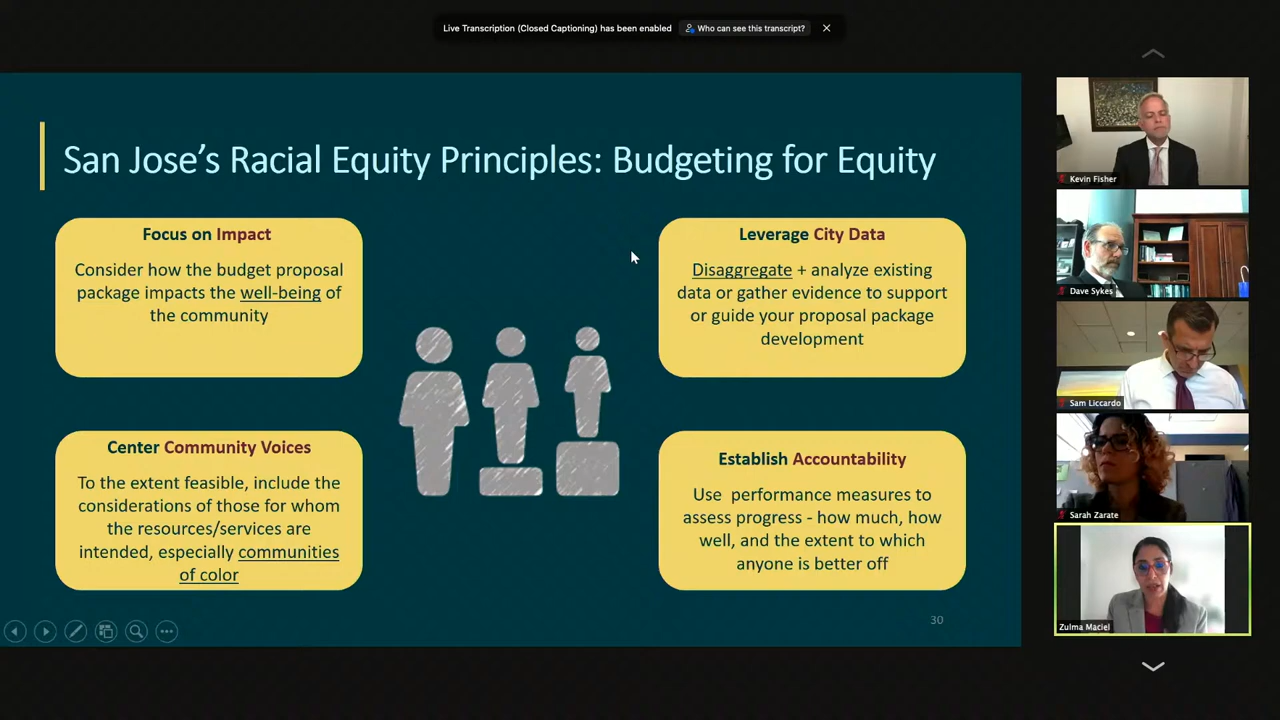 Live Transcription (Closed Captioning) has been enabled
Who can see this transcript?
San Jose's Racial Equity Principles: Budgeting for Equity
Focus on Impact
Consider how the budget proposal
package impacts the well-being of
the community
Leverage City Data
Disaggregate + analyze existing
data or gather evidence to support
or guide your proposal package
development
Center Community Voices
To the extent feasible, include the
considerations of those for whom
the resources/services are
intended, especially communities
of color
Establish Accountability
Use performance measures to
assess progress - how much, how
well, and the extent to which
anyone is better off
30
Kevin Fisher
Dave Sykes
Sam Liccardo
Sarah Zarate
Zulma Maciel